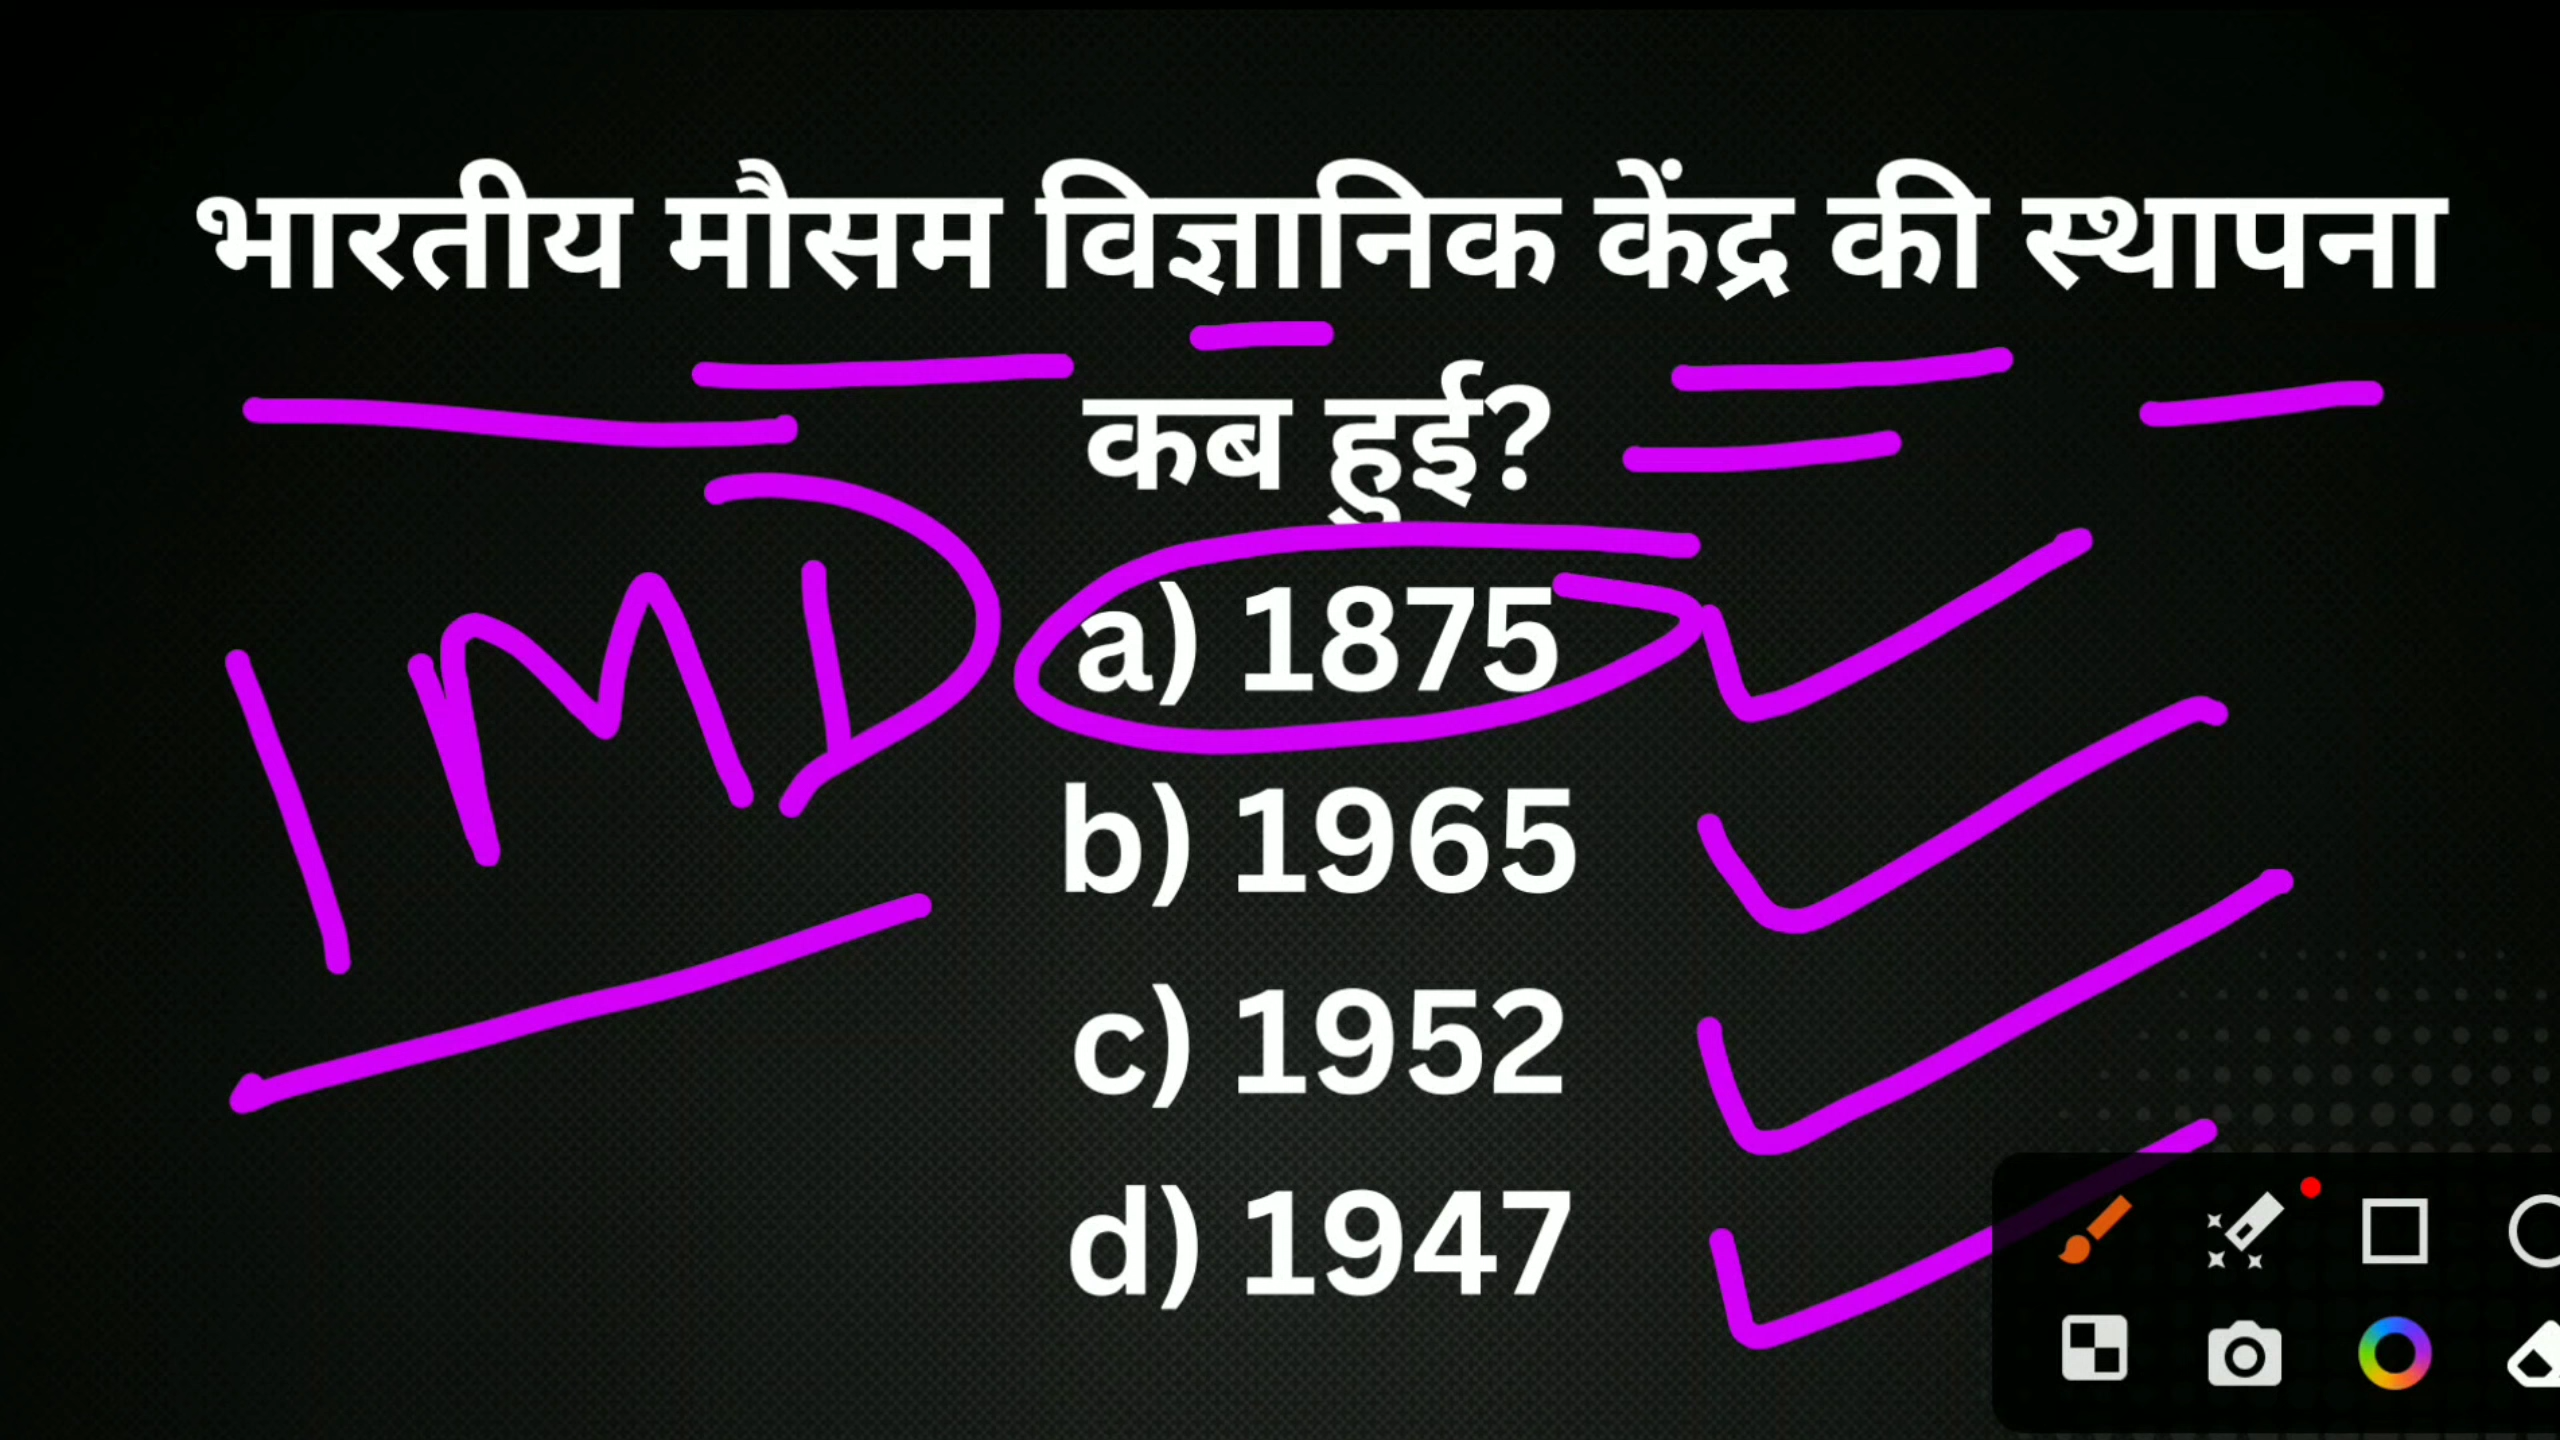 भारतीय मौसम विज्ञानिक केंद्र की स्थापना
कब हुई?
IMD
a) 1875
b) 1965
c) 1952
d) 1947